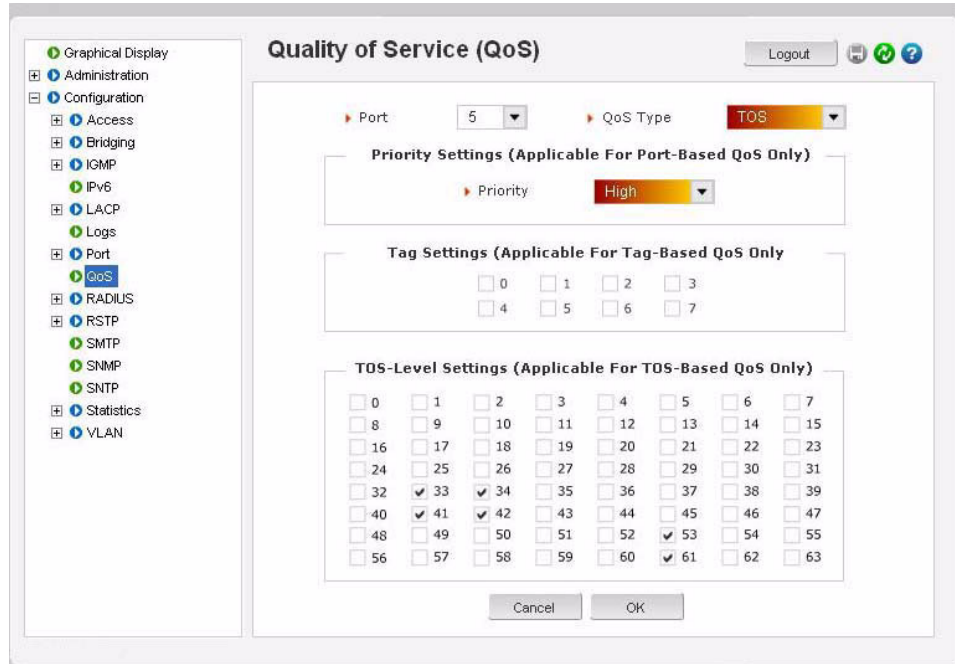 Graphical Display
Administration
Configuration
Access
Bridging
IGMP
IPv6
LACP
Logs
Port
QoS
RADIUS
RSTP
SMTP
SNMP
SNTP
Statistics
VLAN
Quality of Service (QoS)
Logout
Port 5 QoS Type TOS
Priority Settings (Applicable For Port-Based QoS Only)
Priority High
Tag Settings (Applicable For Tag-Based QoS Only
0 1 2 3
4 5 6 7
TOS-Level Settings (Applicable For TOS-Based QoS Only)
0 1 2 3 4 5 6 7
8 9 10 11 12 13 14 15
16 17 18 19 20 21 22 23
24 25 26 27 28 29 30 31
32 33 34 35 36 37 38 39
40 41 42 43 44 45 46 47
48 49 50 51 52 53 54 55
56 57 58 59 60 61 62 63
Cancel OK